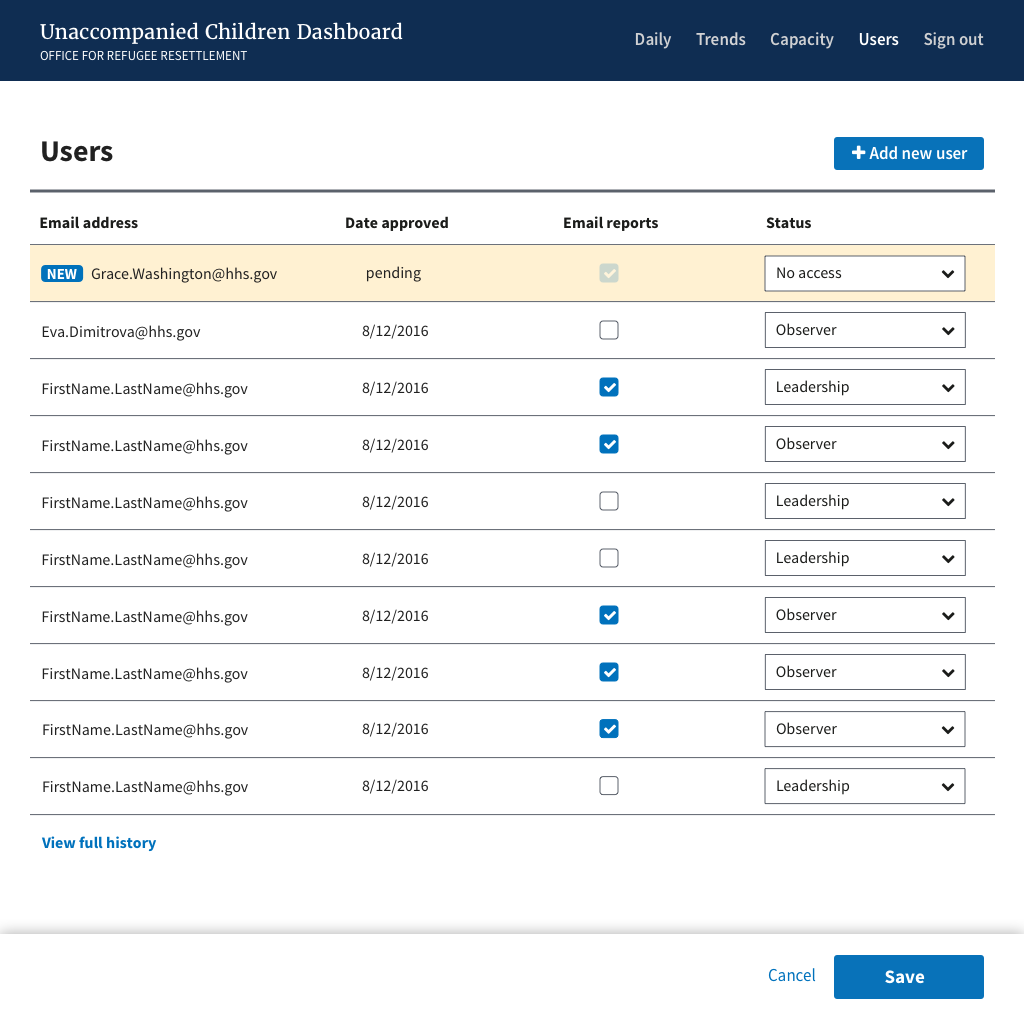 Unaccompanied Children Dashboard
OFFICE FOR REFUGEE RESETTLEMENT
Daily Trends Capacity Users Sign out
Users
Add new user
Email address Date approved Email reports Status
NEW Grace.Washington@hhs.gov pending No access
Eva.Dimitrova@hhs.gov 8/12/2016 Observer
FirstName.LastName@hhs.gov 8/12/2016 Leadership
FirstName.LastName@hhs.gov 8/12/2016 Observer
FirstName.LastName@hhs.gov 8/12/2016 Leadership
FirstName.LastName@hhs.gov 8/12/2016 Leadership
FirstName.LastName@hhs.gov 8/12/2016 Observer
FirstName.LastName@hhs.gov 8/12/2016 Observer
FirstName.LastName@hhs.gov 8/12/2016 Observer
FirstName.LastName@hhs.gov 8/12/2016 Leadership
View full history
Cancel Save